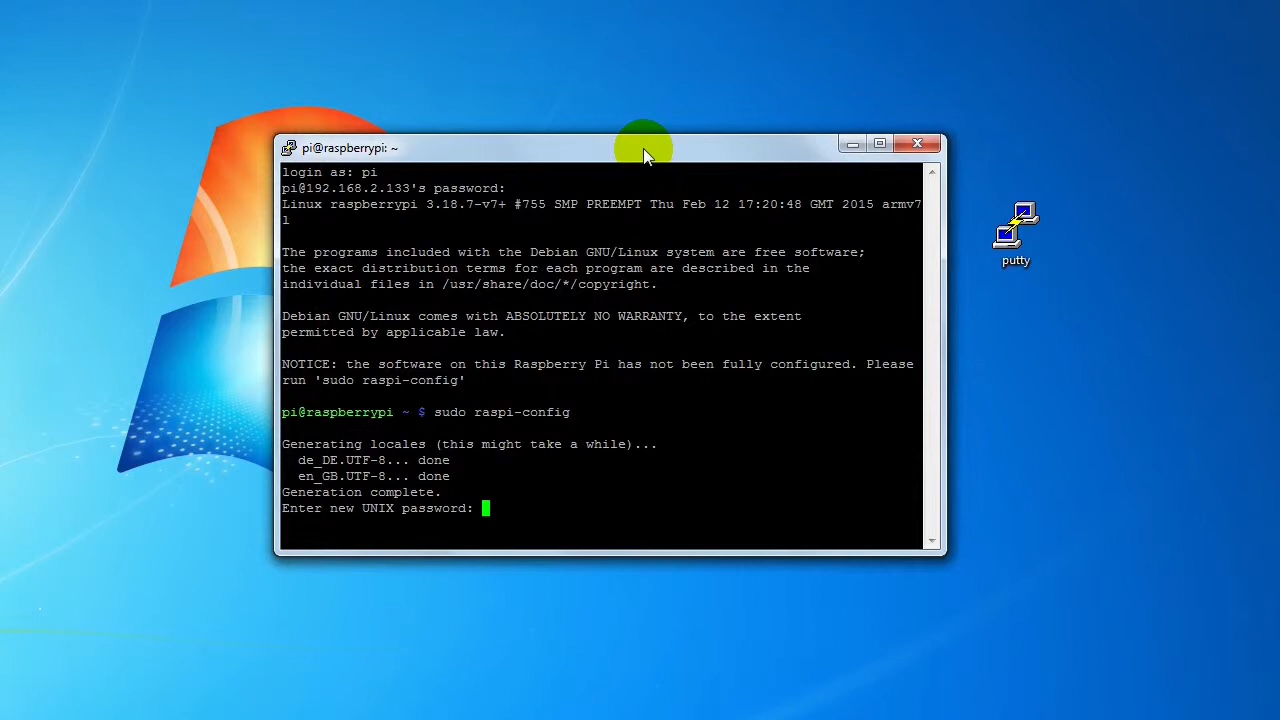 pi@raspberrypi: ~
login as: pi
pi@192.168.2.133's password:
Linux raspberrypi 3.18.7-v7+ #755 SMP PREEMPT Thu Feb 12 17:20:48 GMT 2015 armv7
l
The programs included with the Debian GNU/Linux system are free software;
the exact distribution terms for each program are described in the
individual files in /usr/share/doc/*/copyright.
Debian GNU/Linux comes with ABSOLUTELY NO WARRANTY, to the extent
permitted by applicable law.
NOTICE: the software on this Raspberry Pi has not been fully configured. Please
run 'sudo raspi-config'
pi@raspberrypi ~ $ sudo raspi-config
Generating locales (this might take a while)...
de_DE.UTF-8... done
en_GB.UTF-8... done
Generation complete.
Enter new UNIX password:
putty